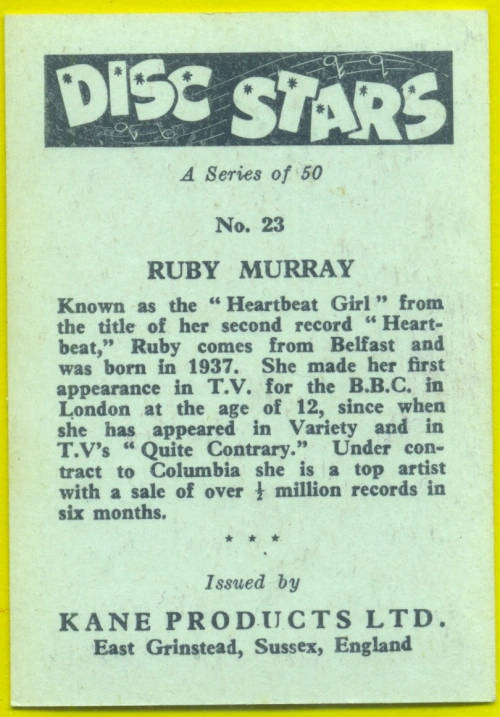 DISC STARS
A Series of 50
No. 23
RUBY MURRAY
Known as the “ Heartbeat Girl ” from
the title of her second record “ Heart-
beat,” Ruby comes from Belfast and
was born in 1937. She made her first
appearance in T.V. for the B.B.C. in
London at the age of 12, since when
she has appeared in Variety and in
T.V's “ Quite Contrary.” Under con-
tract to Columbia she is a top artist
with a sale of over ½ million records in
six months.
* * *
Issued by
KANE PRODUCTS LTD.
East Grinstead, Sussex, England